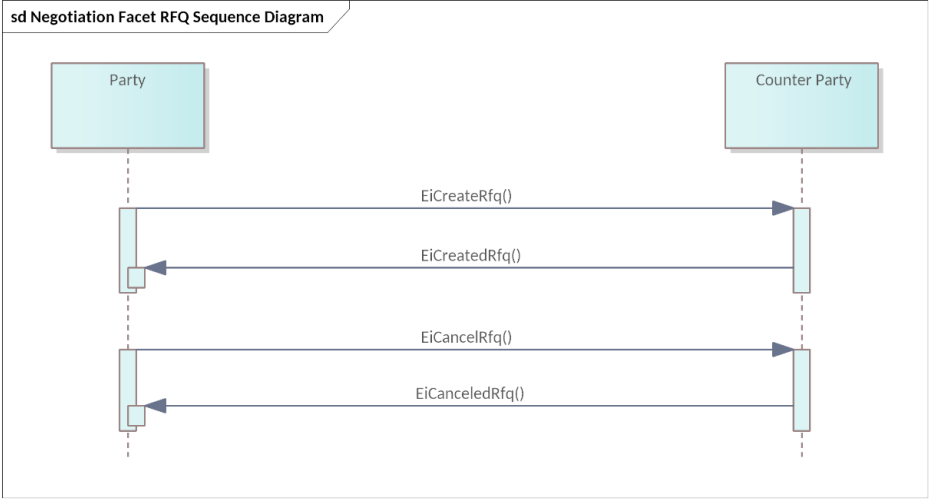 sd Negotiation Facet RFQ Sequence Diagram
Party
Counter Party
EiCreateRfq()
EiCreatedRfq()
EiCancelRfq()
EiCanceledRfq()